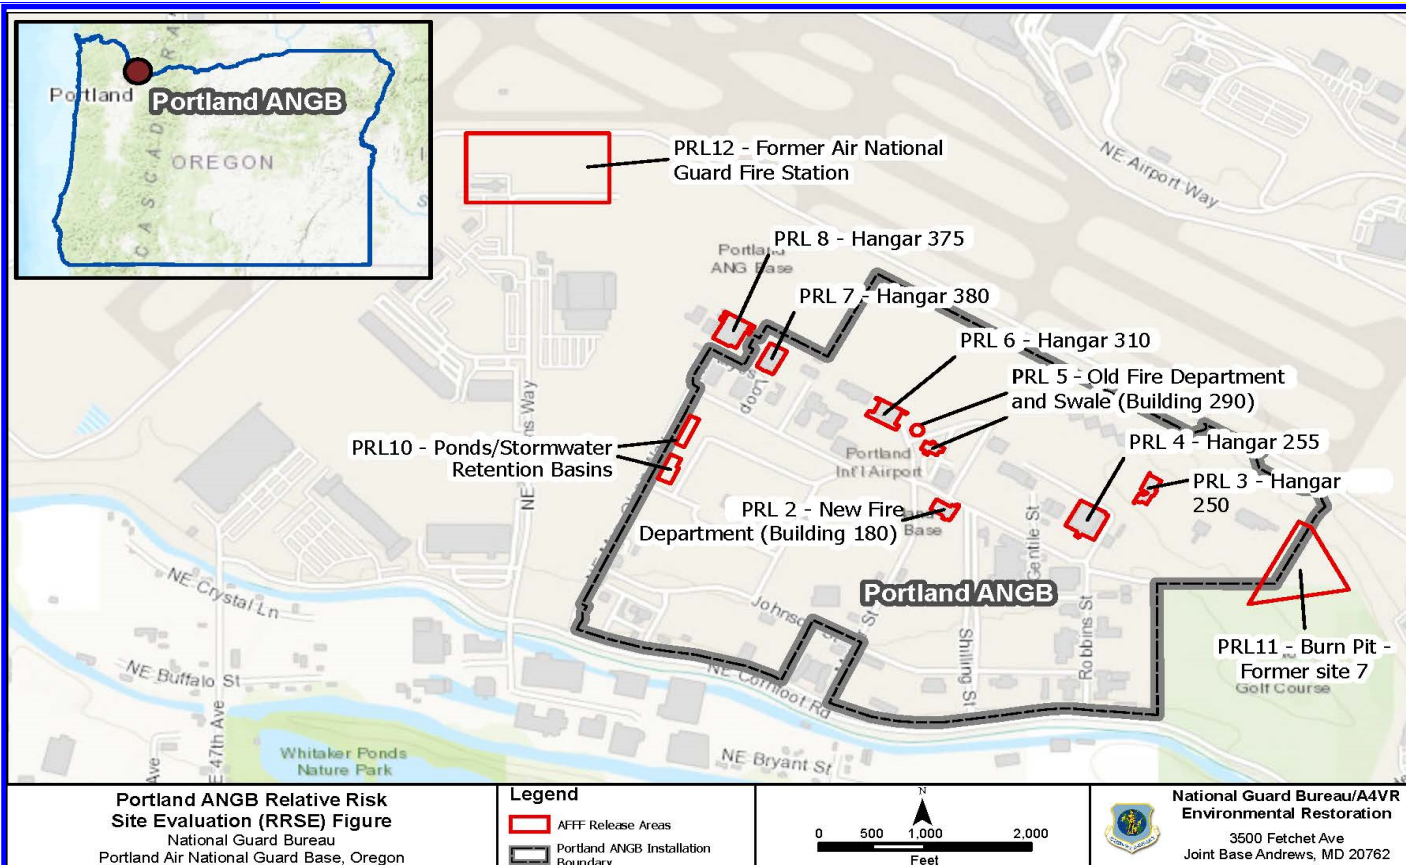 Portland
Portland ANGB
OREGON
CASCADE RA
PRL12 - Former Air National
Guard Fire Station
NE Airport Way
PRL 8 - Hangar 375
Portland
ANG Base
PRL 7 - Hangar 380
PRL 6 - Hangar 310
PRL 5 - Old Fire Department
and Swale (Building 290)
Loop
PRL 4 - Hangar 255
PRL10 - Ponds/Stormwater
Retention Basins
Portland
Int'l Airport
PRL 3 - Hangar
250
PRL 2 - New Fire
Department (Building 180)
Base
Gentile St
Portland ANGB
NE Crystal Ln
Shilling St
Robbins St
PRL11 - Burn Pit -
Former site 7
Golf Course
NE Buffalo St
NE Cornfoot Rd
E 47th Ave
Whitaker Ponds
Nature Park
NE Bryant St
Ave
Portland ANGB Relative Risk
Site Evaluation (RRSE) Figure
National Guard Bureau
Portland Air National Guard Base, Oregon
Legend
AFFF Release Areas
Portland ANGB Installation
Boundary
N
0 500 1,000 2,000
Feet
National Guard Bureau/A4VR
Environmental Restoration
3500 Fetchet Ave
Joint Base Andrews, MD 20762